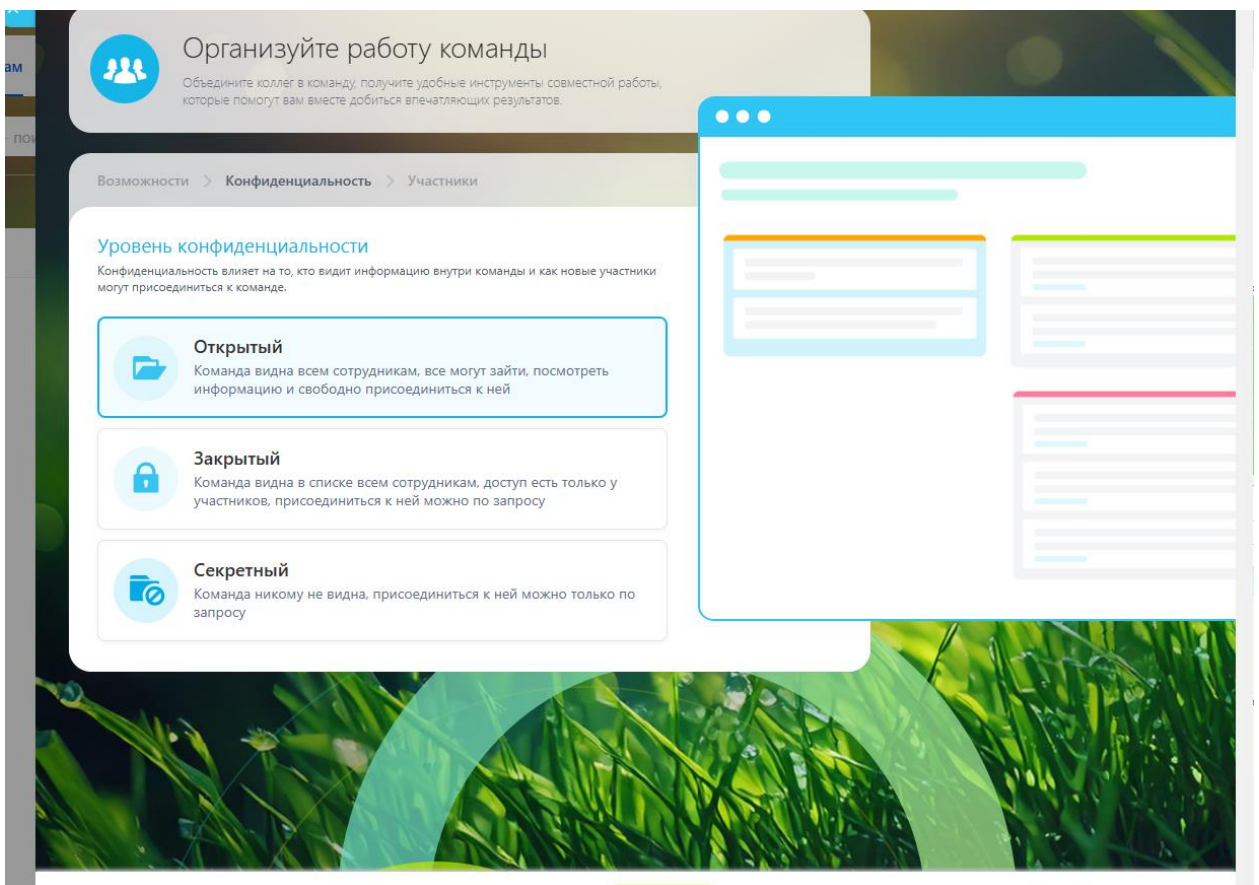 Организуйте работу команды
Объедините коллег в команду, получите удобные инструменты совместной работы,
которые помогут вам вместе добиться впечатляющих результатов.
Возможности > Конфиденциальность > Участники
Уровень конфиденциальности
Конфиденциальность влияет на то, кто видит информацию внутри команды и как новые участники
могут присоединиться к команде.
Открытый
Команда видна всем сотрудникам, все могут зайти, посмотреть
информацию и свободно присоединиться к ней
Закрытый
Команда видна в списке всем сотрудникам, доступ есть только у
участников, присоединиться к ней можно по запросу
Секретный
Команда никому не видна, присоединиться к ней можно только по
запросу